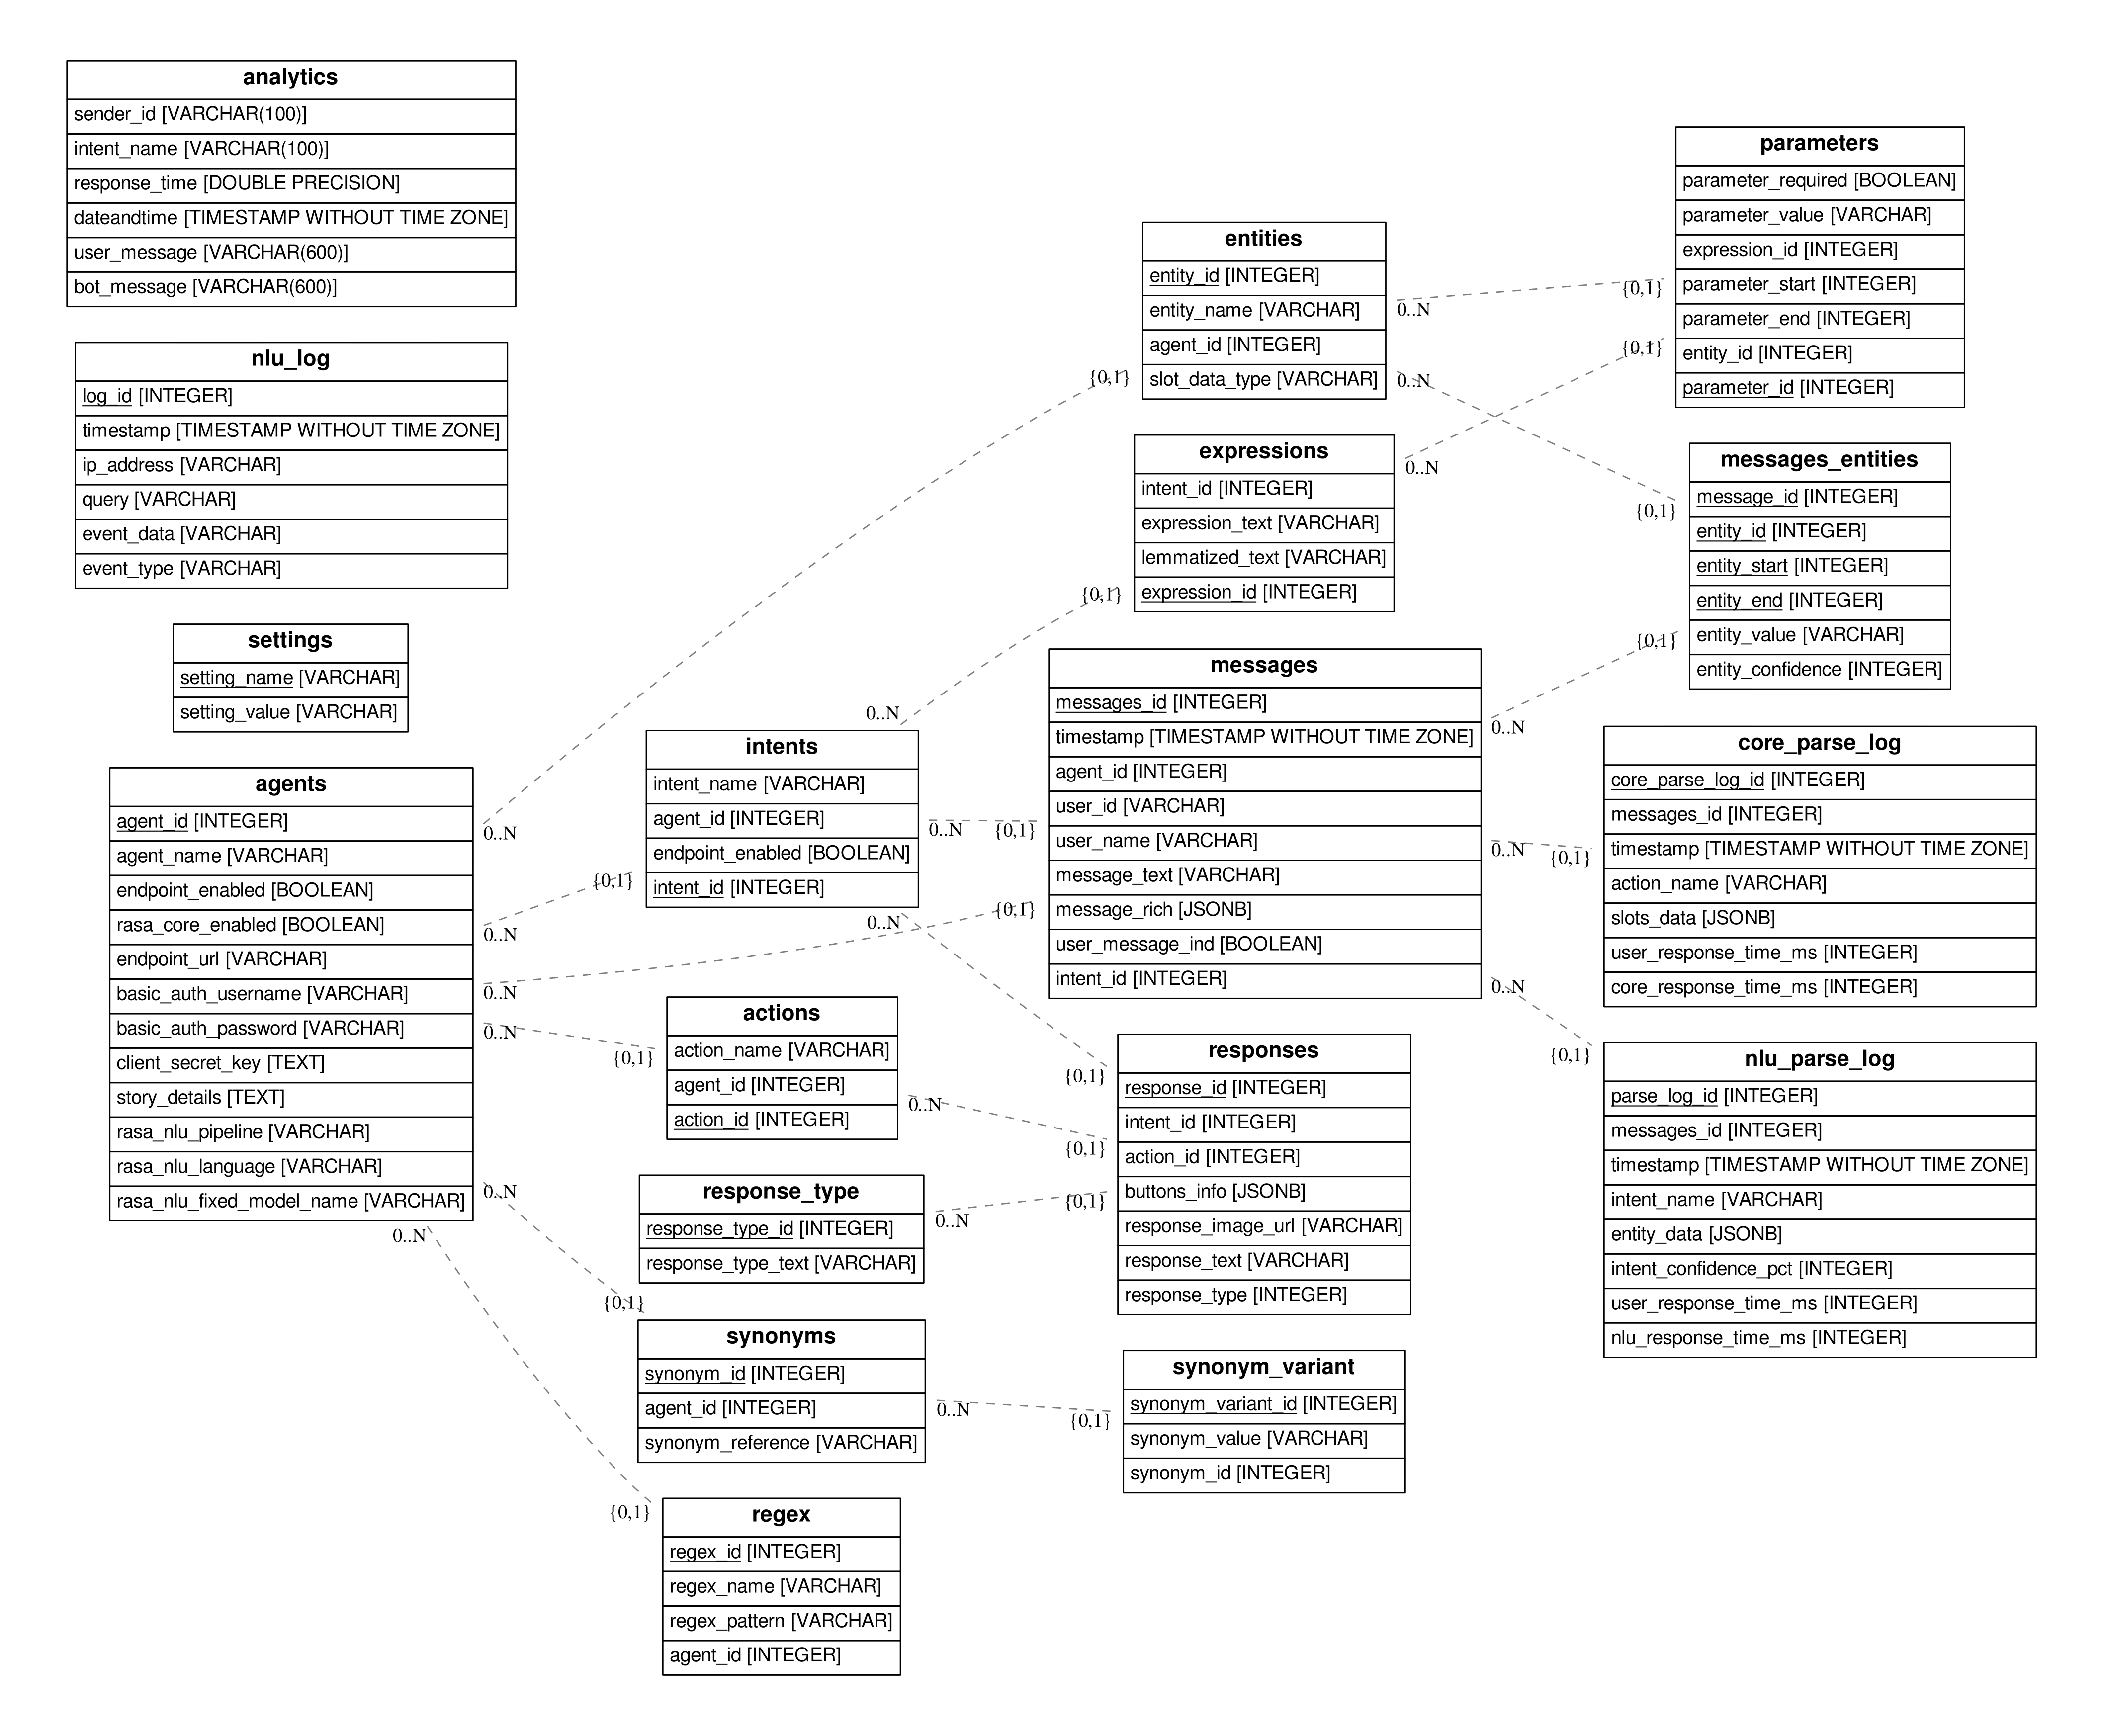 analytics
sender_id [VARCHAR(100)]
intent_name [VARCHAR(100)]
response_time [DOUBLE PRECISION]
dateandtime [TIMESTAMP WITHOUT TIME ZONE]
user_message [VARCHAR(600)]
bot_message [VARCHAR(600)]
nlu_log
log_id [INTEGER]
timestamp [TIMESTAMP WITHOUT TIME ZONE]
ip_address [VARCHAR]
query [VARCHAR]
event_data [VARCHAR]
event_type [VARCHAR]
settings
setting_name [VARCHAR]
setting_value [VARCHAR]
agents
agent_id [INTEGER]
agent_name [VARCHAR]
endpoint_enabled [BOOLEAN]
rasa_core_enabled [BOOLEAN]
endpoint_url [VARCHAR]
basic_auth_username [VARCHAR]
basic_auth_password [VARCHAR]
client_secret_key [TEXT]
story_details [TEXT]
rasa_nlu_pipeline [VARCHAR]
rasa_nlu_language [VARCHAR]
rasa_nlu_fixed_model_name [VARCHAR]
0..N
0..N
0..N
0..N
0..N
0..N
{0,1}
{0,1}
{0,1}
{0,1}
0..N
intents
intent_name [VARCHAR]
agent_id [INTEGER]
endpoint_enabled [BOOLEAN]
intent_id [INTEGER]
0..N
0..N
actions
action_name [VARCHAR]
agent_id [INTEGER]
action_id [INTEGER]
0..N
response_type
response_type_id [INTEGER]
response_type_text [VARCHAR]
0..N
synonyms
synonym_id [INTEGER]
agent_id [INTEGER]
synonym_reference [VARCHAR]
0..N
regex
regex_id [INTEGER]
regex_name [VARCHAR]
regex_pattern [VARCHAR]
agent_id [INTEGER]
{0,1}
entities
entity_id [INTEGER]
entity_name [VARCHAR]
agent_id [INTEGER]
slot_data_type [VARCHAR]
0..N
0..N
{0,1}
expressions
intent_id [INTEGER]
expression_text [VARCHAR]
lemmatized_text [VARCHAR]
expression_id [INTEGER]
0..N
{0,1}
{0,1}
messages
messages_id [INTEGER]
timestamp [TIMESTAMP WITHOUT TIME ZONE]
agent_id [INTEGER]
user_id [VARCHAR]
user_name [VARCHAR]
message_text [VARCHAR]
message_rich [JSONB]
user_message_ind [BOOLEAN]
intent_id [INTEGER]
0..N
0..N
0..N
{0,1}
{0,1}
{0,1}
responses
response_id [INTEGER]
intent_id [INTEGER]
action_id [INTEGER]
buttons_info [JSONB]
response_image_url [VARCHAR]
response_text [VARCHAR]
response_type [INTEGER]
{0,1}
synonym_variant
synonym_variant_id [INTEGER]
synonym_value [VARCHAR]
synonym_id [INTEGER]
{0,1}
{0,1}
parameters
parameter_required [BOOLEAN]
parameter_value [VARCHAR]
expression_id [INTEGER]
parameter_start [INTEGER]
parameter_end [INTEGER]
entity_id [INTEGER]
parameter_id [INTEGER]
{0,1}
{0,1}
messages_entities
message_id [INTEGER]
entity_id [INTEGER]
entity_start [INTEGER]
entity_end [INTEGER]
entity_value [VARCHAR]
entity_confidence [INTEGER]
{0,1}
core_parse_log
core_parse_log_id [INTEGER]
messages_id [INTEGER]
timestamp [TIMESTAMP WITHOUT TIME ZONE]
action_name [VARCHAR]
slots_data [JSONB]
user_response_time_ms [INTEGER]
core_response_time_ms [INTEGER]
{0,1}
nlu_parse_log
parse_log_id [INTEGER]
messages_id [INTEGER]
timestamp [TIMESTAMP WITHOUT TIME ZONE]
intent_name [VARCHAR]
entity_data [JSONB]
intent_confidence_pct [INTEGER]
user_response_time_ms [INTEGER]
nlu_response_time_ms [INTEGER]